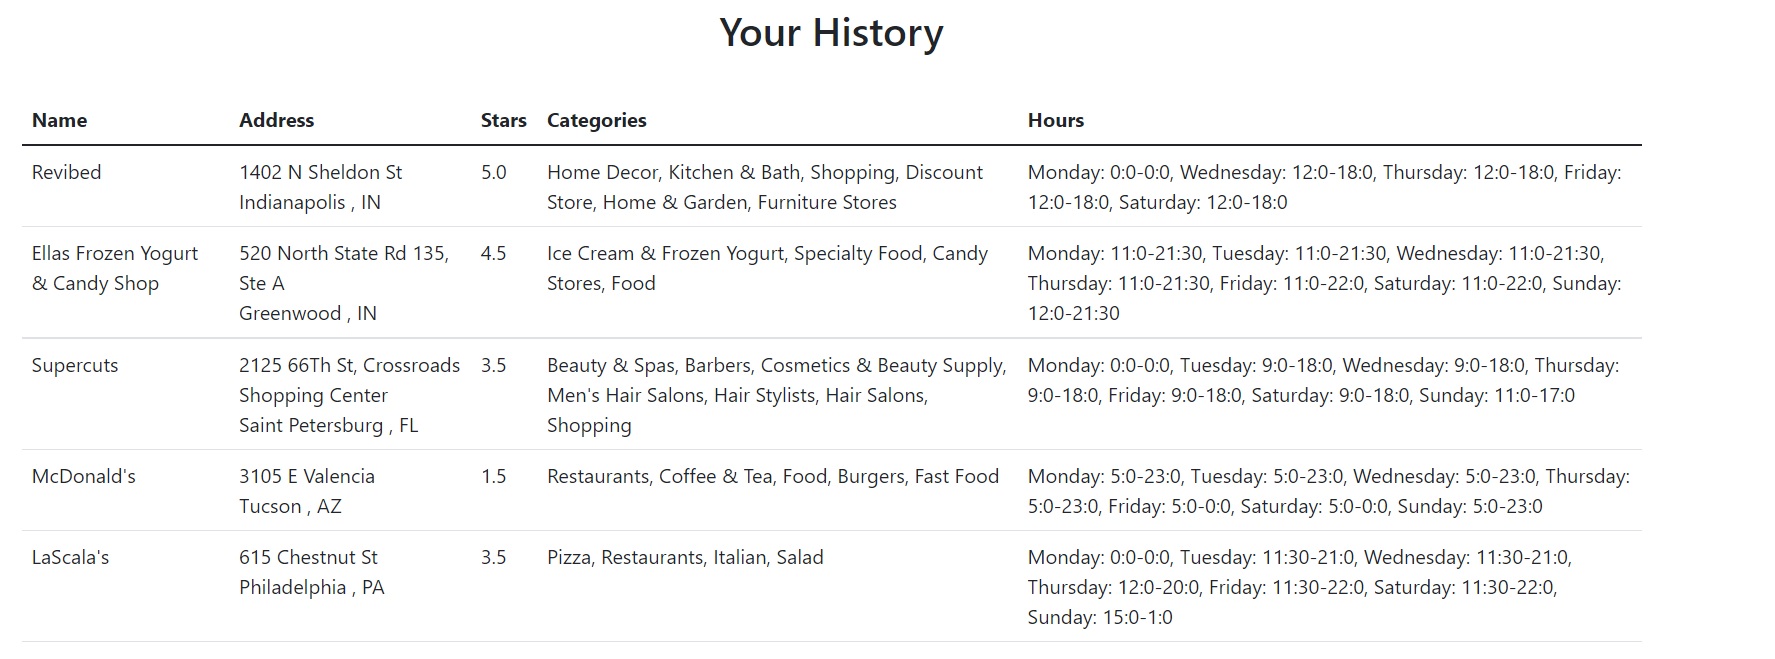 Your History
Name Address Stars Categories Hours
Revibed 1402 N Sheldon St 5.0 Home Decor, Kitchen & Bath, Shopping, Discount Monday: 0:0-0:0, Wednesday: 12:0-18:0, Thursday: 12:0-18:0, Friday:
Indianapolis , IN Store, Home & Garden, Furniture Stores 12:0-18:0, Saturday: 12:0-18:0
Ellas Frozen Yogurt 520 North State Rd 135, 4.5 Ice Cream & Frozen Yogurt, Specialty Food, Candy Monday: 11:0-21:30, Tuesday: 11:0-21:30, Wednesday: 11:0-21:30,
& Candy Shop Ste A Stores, Food Thursday: 11:0-21:30, Friday: 11:0-22:0, Saturday: 11:0-22:0, Sunday:
Greenwood , IN 12:0-21:30
Supercuts 2125 66Th St, Crossroads 3.5 Beauty & Spas, Barbers, Cosmetics & Beauty Supply, Monday: 0:0-0:0, Tuesday: 9:0-18:0, Wednesday: 9:0-18:0, Thursday:
Shopping Center Men's Hair Salons, Hair Stylists, Hair Salons, 9:0-18:0, Friday: 9:0-18:0, Saturday: 9:0-18:0, Sunday: 11:0-17:0
Saint Petersburg , FL Shopping
McDonald's 3105 E Valencia 1.5 Restaurants, Coffee & Tea, Food, Burgers, Fast Food Monday: 5:0-23:0, Tuesday: 5:0-23:0, Wednesday: 5:0-23:0, Thursday:
Tucson , AZ 5:0-23:0, Friday: 5:0-0:0, Saturday: 5:0-0:0, Sunday: 5:0-23:0
LaScala's 615 Chestnut St 3.5 Pizza, Restaurants, Italian, Salad Monday: 0:0-0:0, Tuesday: 11:30-21:0, Wednesday: 11:30-21:0,
Philadelphia , PA Thursday: 12:0-20:0, Friday: 11:30-22:0, Saturday: 11:30-22:0,
Sunday: 15:0-1:0